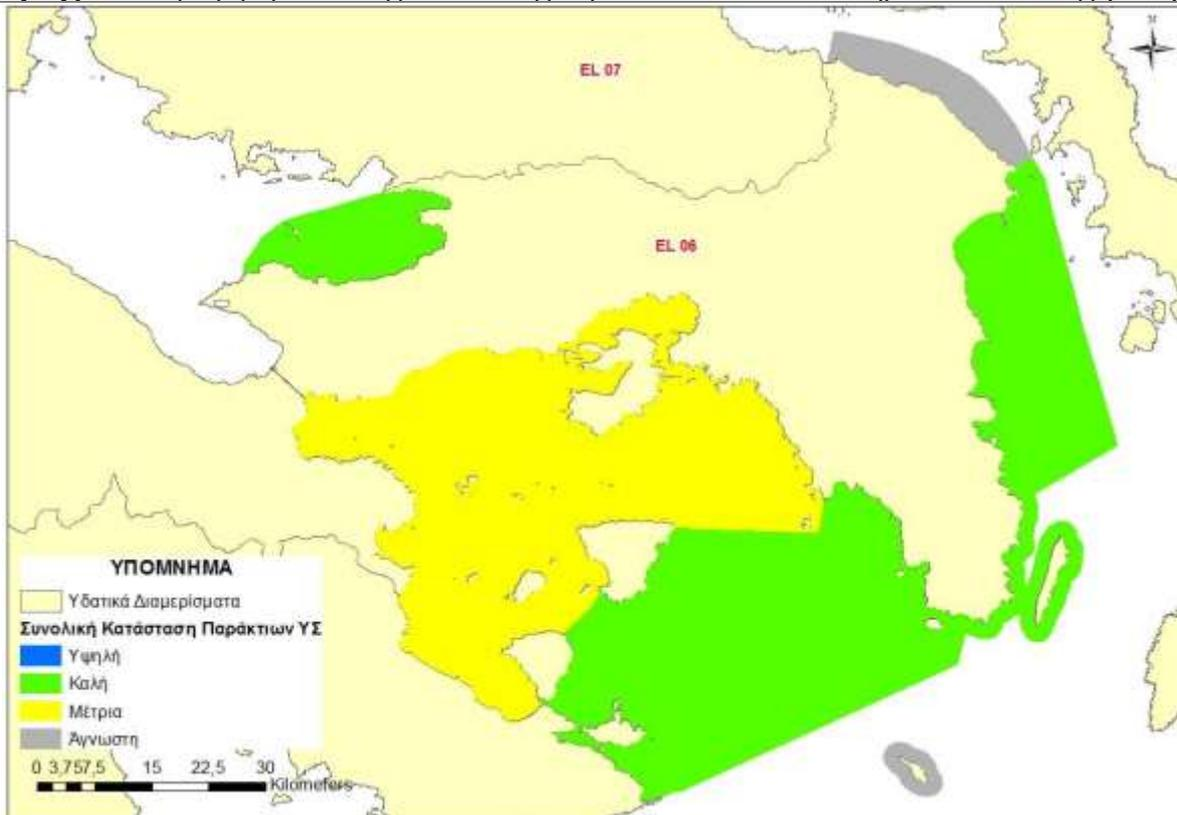 N
EL 07
EL 06
ΥΠΟΜΝΗΜΑ
Υδατικά Διαμερίσματα
Συνολική Κατάσταση Παράκτιων ΥΣ
Υψηλή
Καλή
Μέτρια
Άγνωστη
0 3,757,5 15 22,5 30
Kilometers